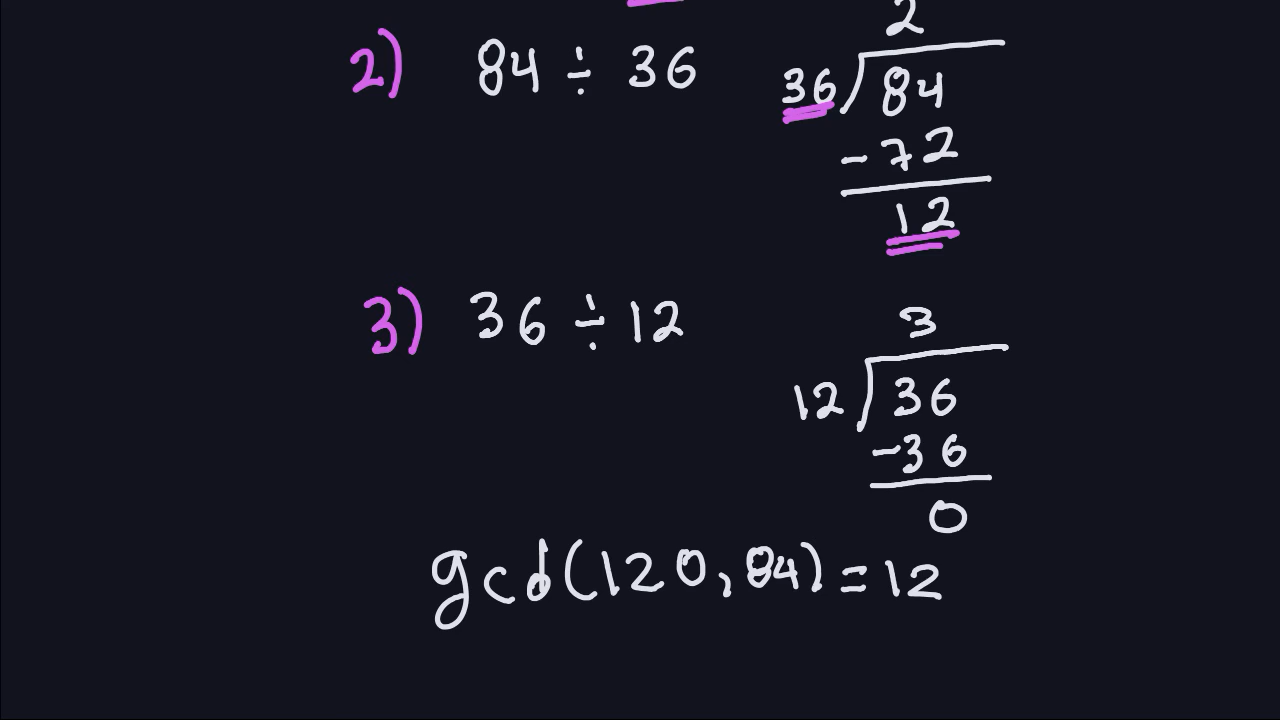 2) 84 ÷ 36
2
36)84
-72
12
3) 36 ÷ 12
3
12)36
-36
0
gcd(120,84)=12